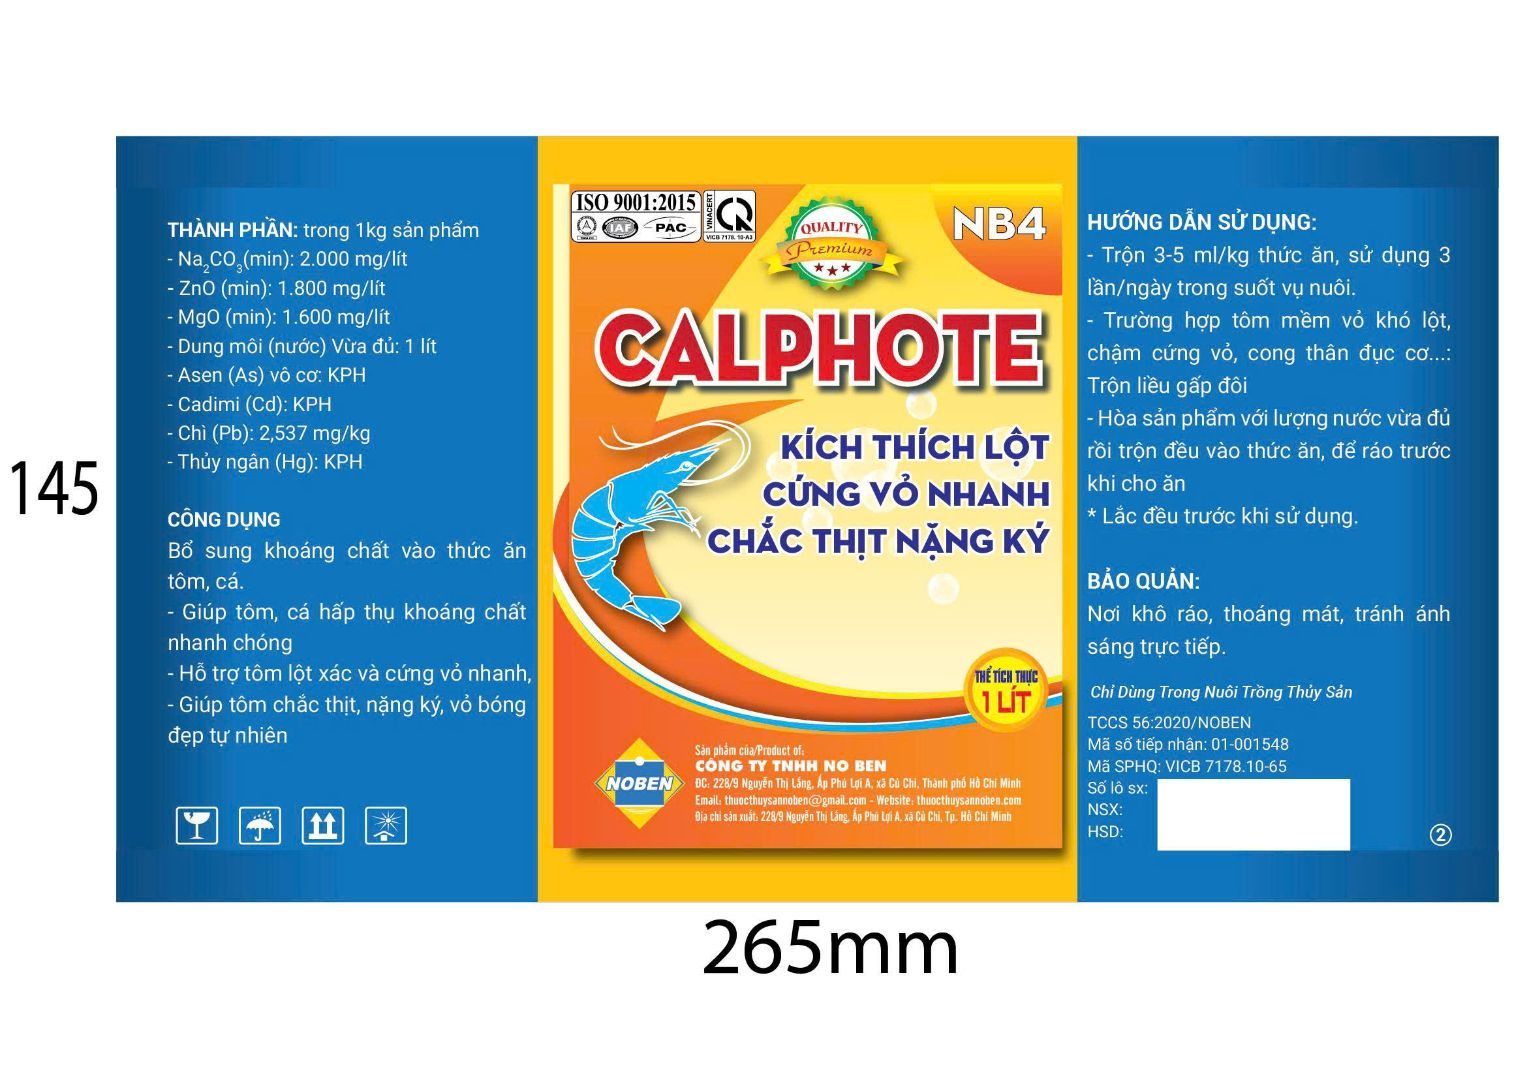 THÀNH PHẦN: trong 1kg sản phẩm
- Na2CO3(min): 2.000 mg/lít
- ZnO (min): 1.800 mg/lít
- MgO (min): 1.600 mg/lít
- Dung môi (nước) Vừa đủ: 1 lít
- Asen (As) vô cơ: KPH
- Cadimi (Cd): KPH
- Chì (Pb): 2,537 mg/kg
- Thủy ngân (Hg): KPH
145
CÔNG DỤNG
Bổ sung khoáng chất vào thức ăn
tôm, cá.
- Giúp tôm, cá hấp thụ khoáng chất
nhanh chóng
- Hỗ trợ tôm lột xác và cứng vỏ nhanh,
- Giúp tôm chắc thịt, nặng ký, vỏ bóng
đẹp tự nhiên
ISO 9001:2015
IAF
PAC
VINACERT
VICB 7178. 10-A3
QUALITY
Premium
NB4
CALPHOTE
KÍCH THÍCH LỘT
CỨNG VỎ NHANH
CHẮC THỊT NẶNG KÝ
THỂ TÍCH THỰC
1 LÍT
NOBEN
Sản phẩm của/Product of:
CÔNG TY TNHH NO BEN
ĐC: 228/9 Nguyễn Thị Lắng, Ấp Phú Lợi A, xã Củ Chi, Thành phố Hồ Chí Minh
Email: thuocthuysannoben@gmail.com - Website: thuocthuysannoben.com
Địa chỉ sản xuất: 228/9 Nguyễn Thị Lắng, Ấp Phú Lợi A, xã Củ Chi, Tp. Hồ Chí Minh
HƯỚNG DẪN SỬ DỤNG:
- Trộn 3-5 ml/kg thức ăn, sử dụng 3
lần/ngày trong suốt vụ nuôi.
- Trường hợp tôm mềm vỏ khó lột,
chậm cứng vỏ, cong thân đục cơ...:
Trộn liều gấp đôi
- Hòa sản phẩm với lượng nước vừa đủ
rồi trộn đều vào thức ăn, để ráo trước
khi cho ăn
* Lắc đều trước khi sử dụng.
BẢO QUẢN:
Nơi khô ráo, thoáng mát, tránh ánh
sáng trực tiếp.
Chỉ Dùng Trong Nuôi Trồng Thủy Sản
TCCS 56:2020/NOBEN
Mã số tiếp nhận: 01-001548
Mã SPHQ: VICB 7178.10-65
Số lô sx:
NSX:
HSD:
2
265mm